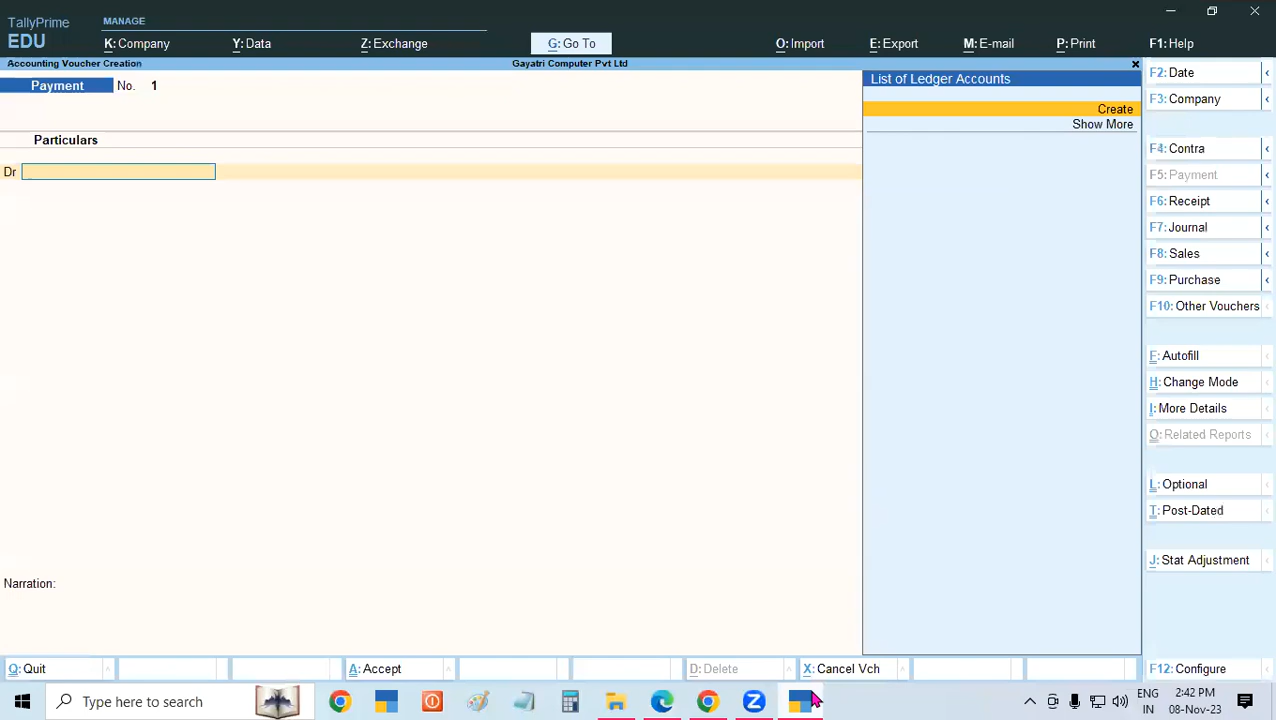 TallyPrime
EDU
MANAGE
K: Company
Y: Data
Z: Exchange
G: Go To
O: Import
E: Export
M: E-mail
P: Print
F1: Help
Accounting Voucher Creation
Gayatri Computer Pvt Ltd
Payment No. 1
Particulars
Dr
Narration:
List of Ledger Accounts
Create
Show More
F2: Date
F3: Company
F4: Contra
F5: Payment
F6: Receipt
F7: Journal
F8: Sales
F9: Purchase
F10: Other Vouchers
F: Autofill
H: Change Mode
I: More Details
O: Related Reports
L: Optional
T: Post-Dated
J: Stat Adjustment
Q: Quit
A: Accept
D: Delete
X: Cancel Vch
F12: Configure
Type here to search
ENG
IN
2:42 PM
08-Nov-23